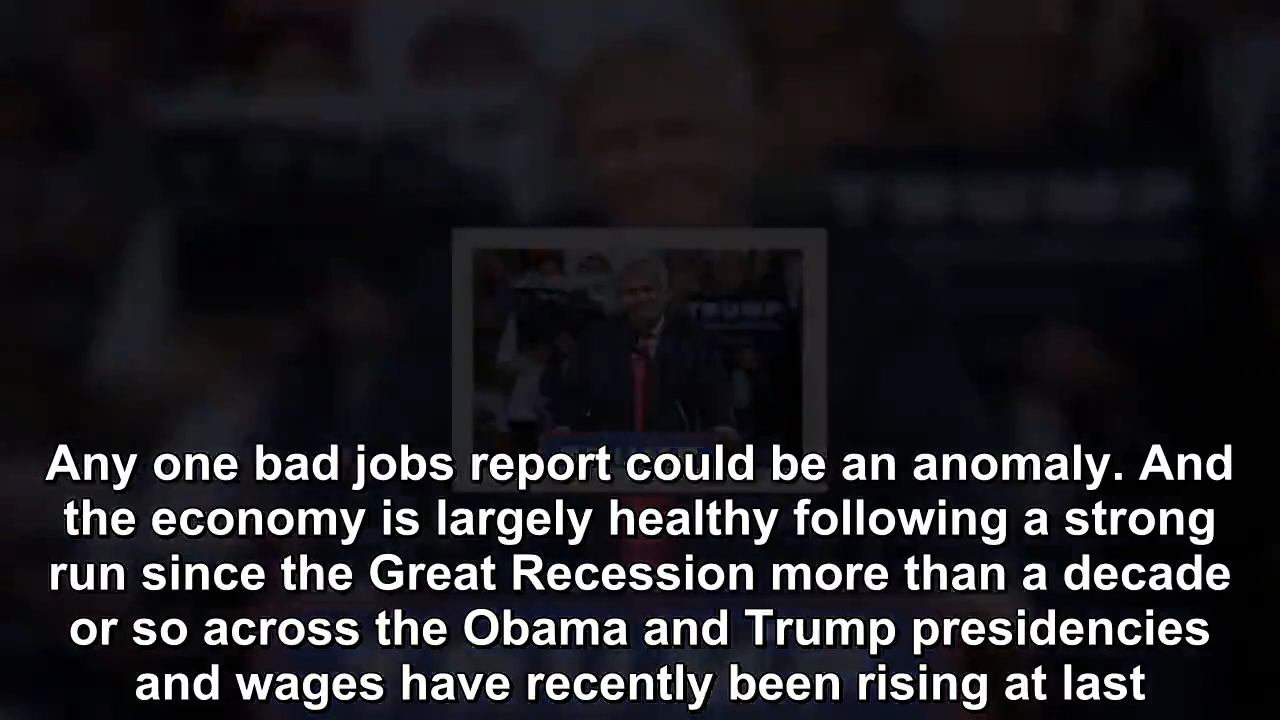 TRUMP
TRUMP
Any one bad jobs report could be an anomaly. And
the economy is largely healthy following a strong
run since the Great Recession more than a decade
or so across the Obama and Trump presidencies
and wages have recently been rising at last